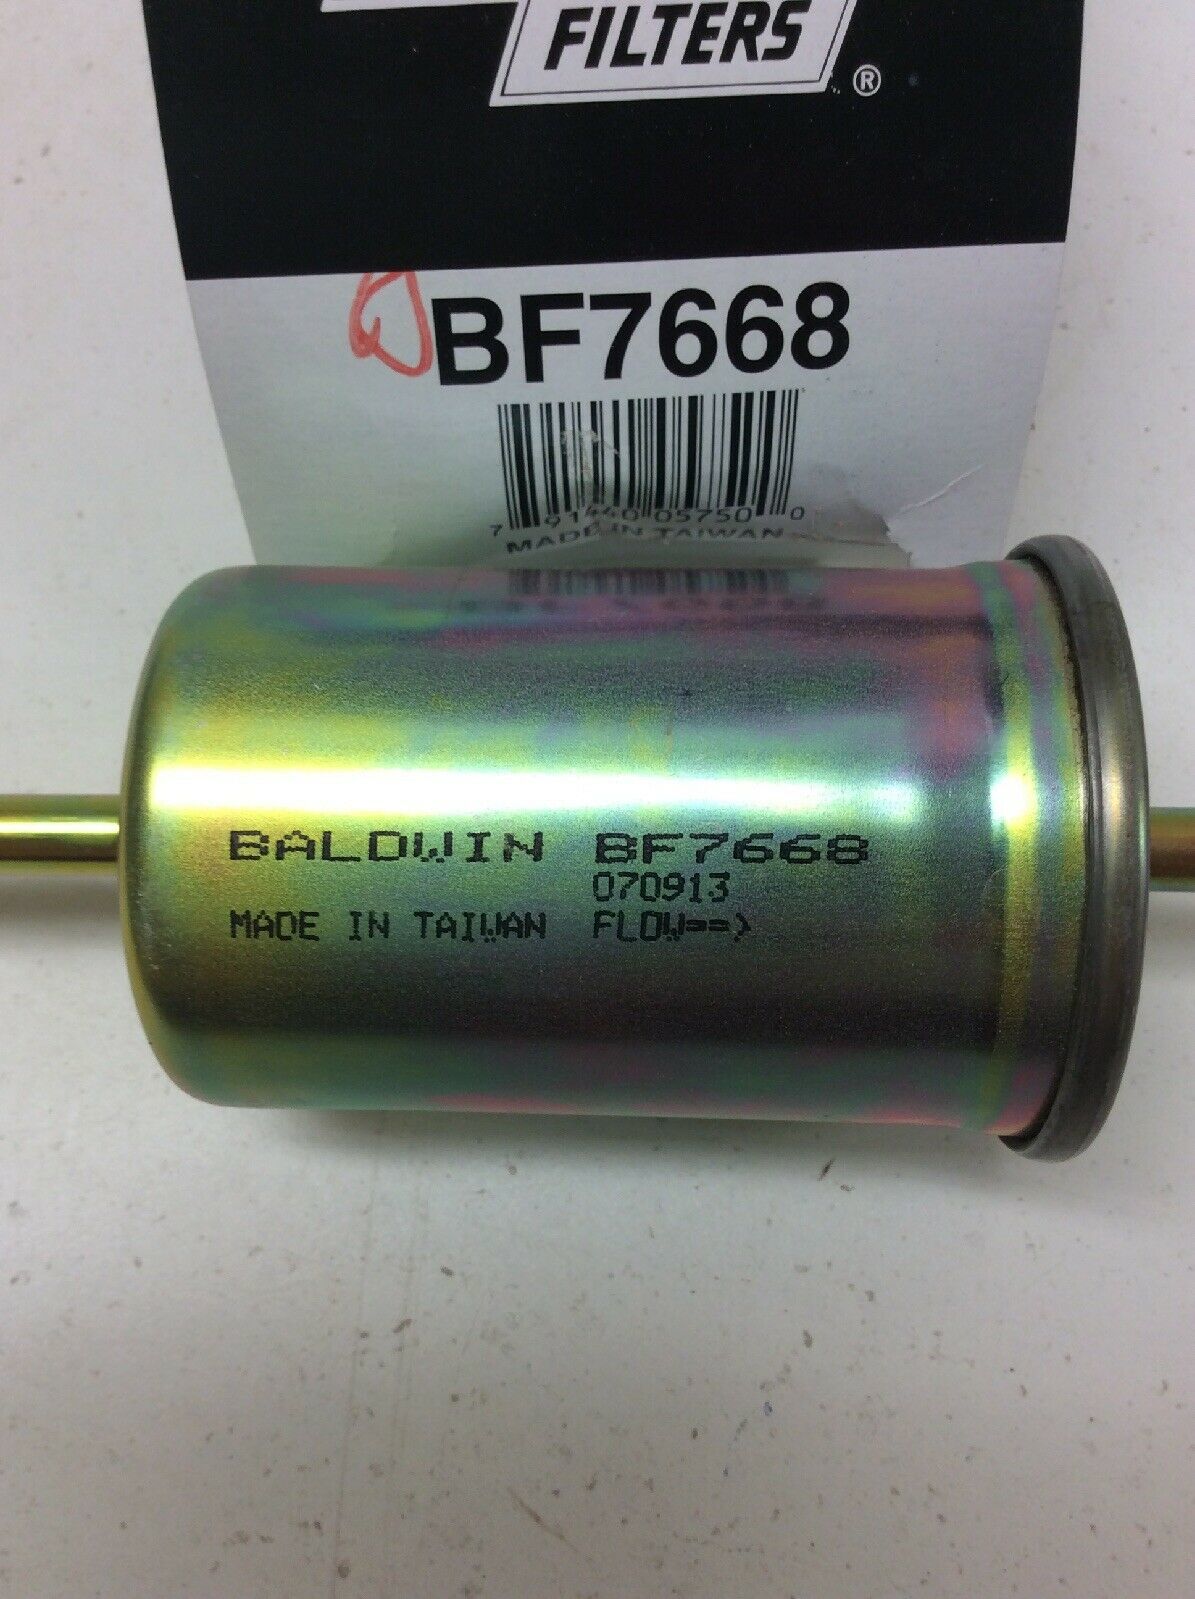 FILTERS
®
BF7668
7 91440 05750 0
MADE IN TAIWAN
BALDWIN BF7668
070913
MADE IN TAIWAN FLOW==>